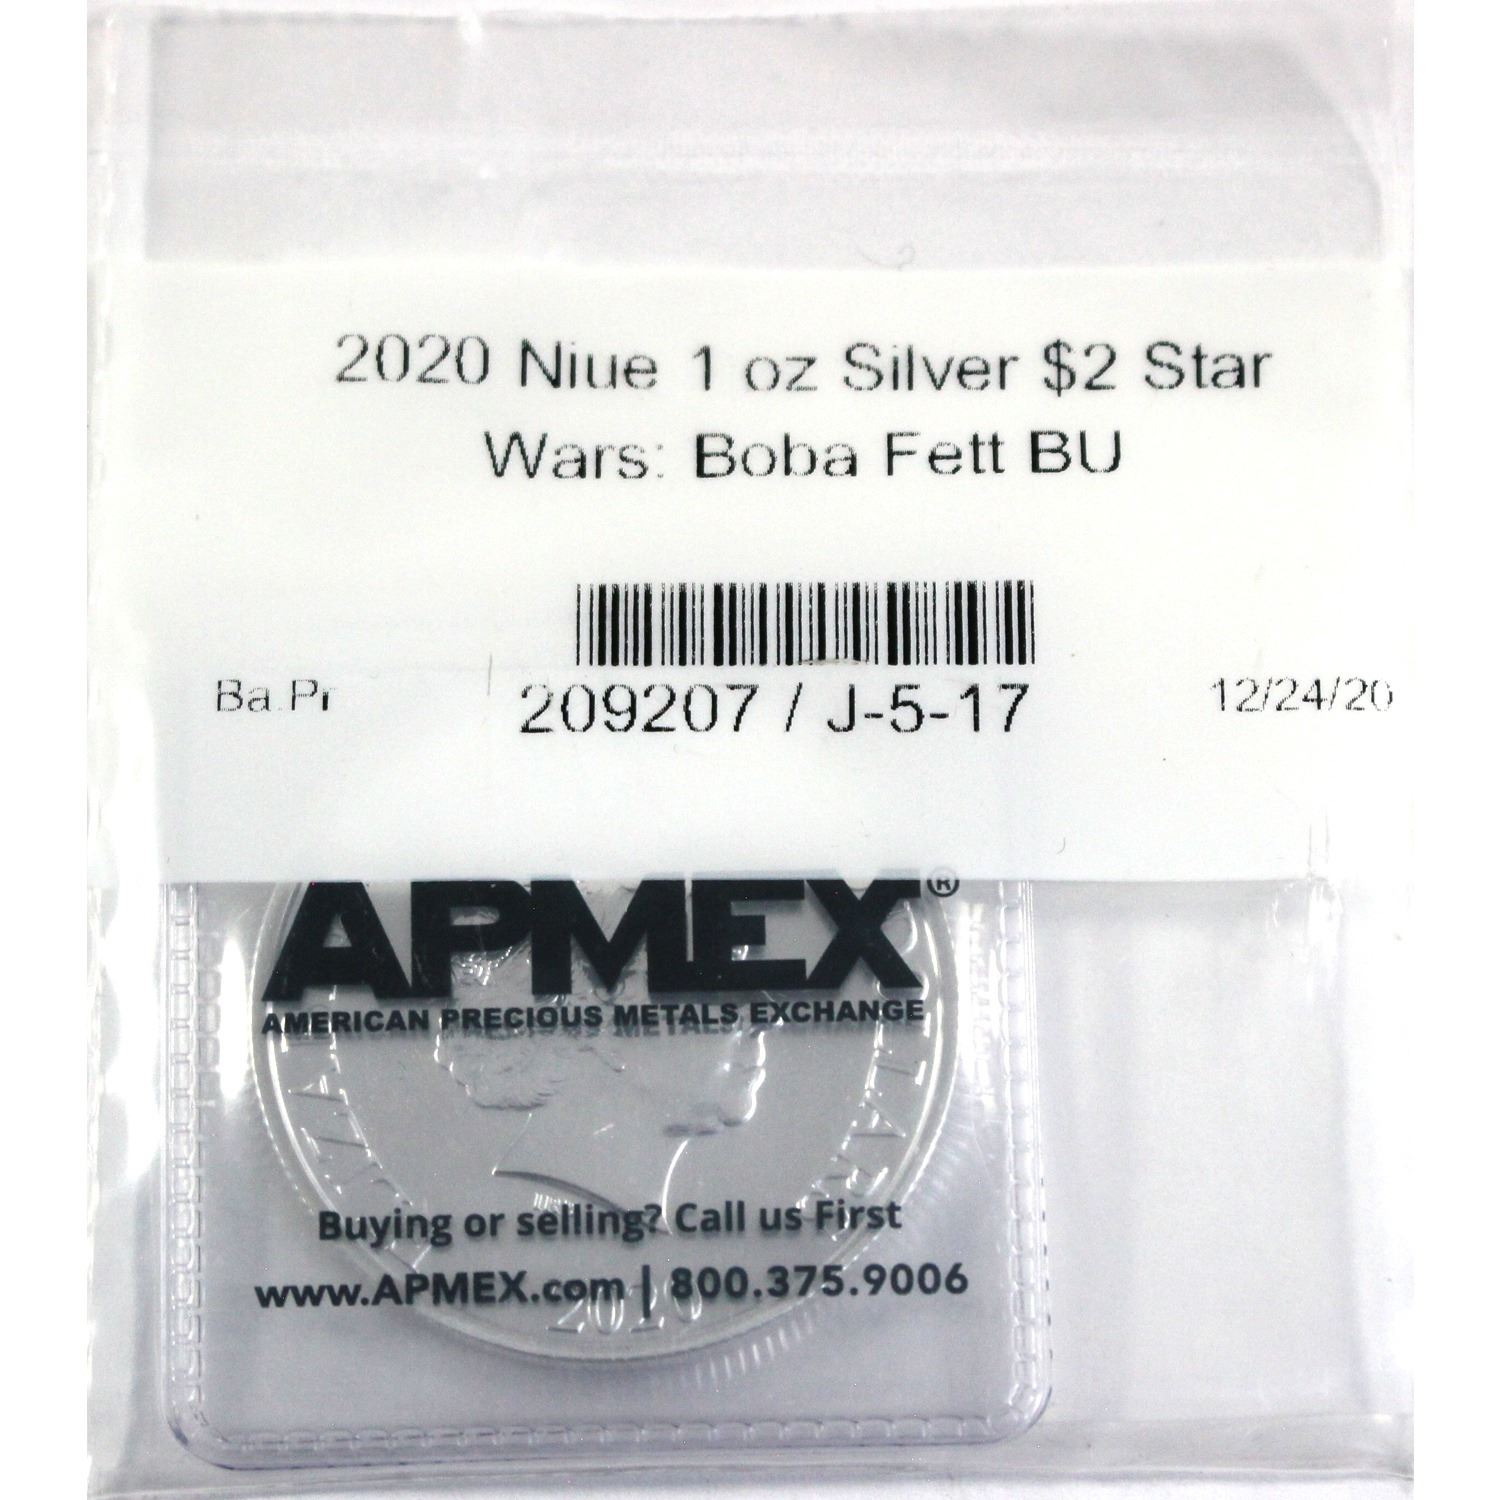 2020 Niue 1 oz Silver $2 Star
Wars: Boba Fett BU
Ba.Pr
209207 / J-5-17
12/24/20
APMEX®
AMERICAN PRECIOUS METALS EXCHANGE
Buying or selling? Call us First
www.APMEX.com | 800.375.9006
2020